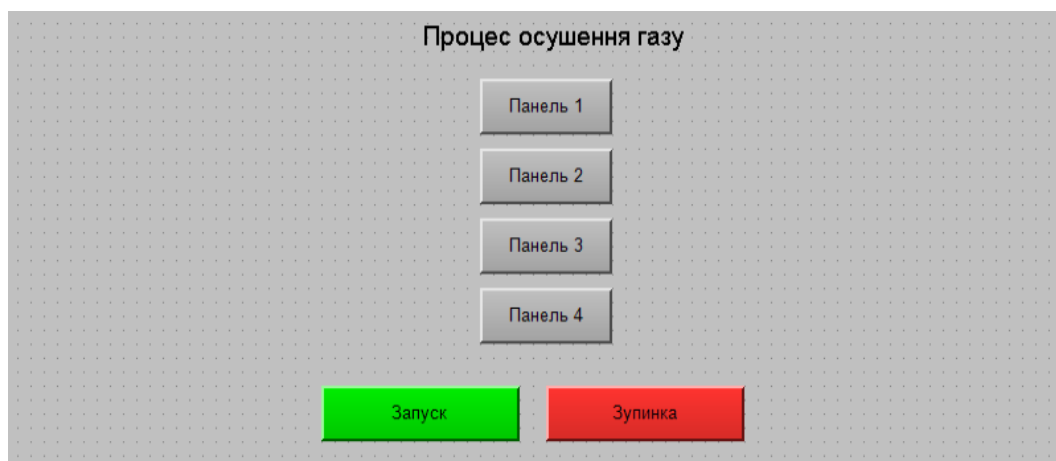 Процес осушення газу
Панель 1
Панель 2
Панель 3
Панель 4
Запуск
Зупинка